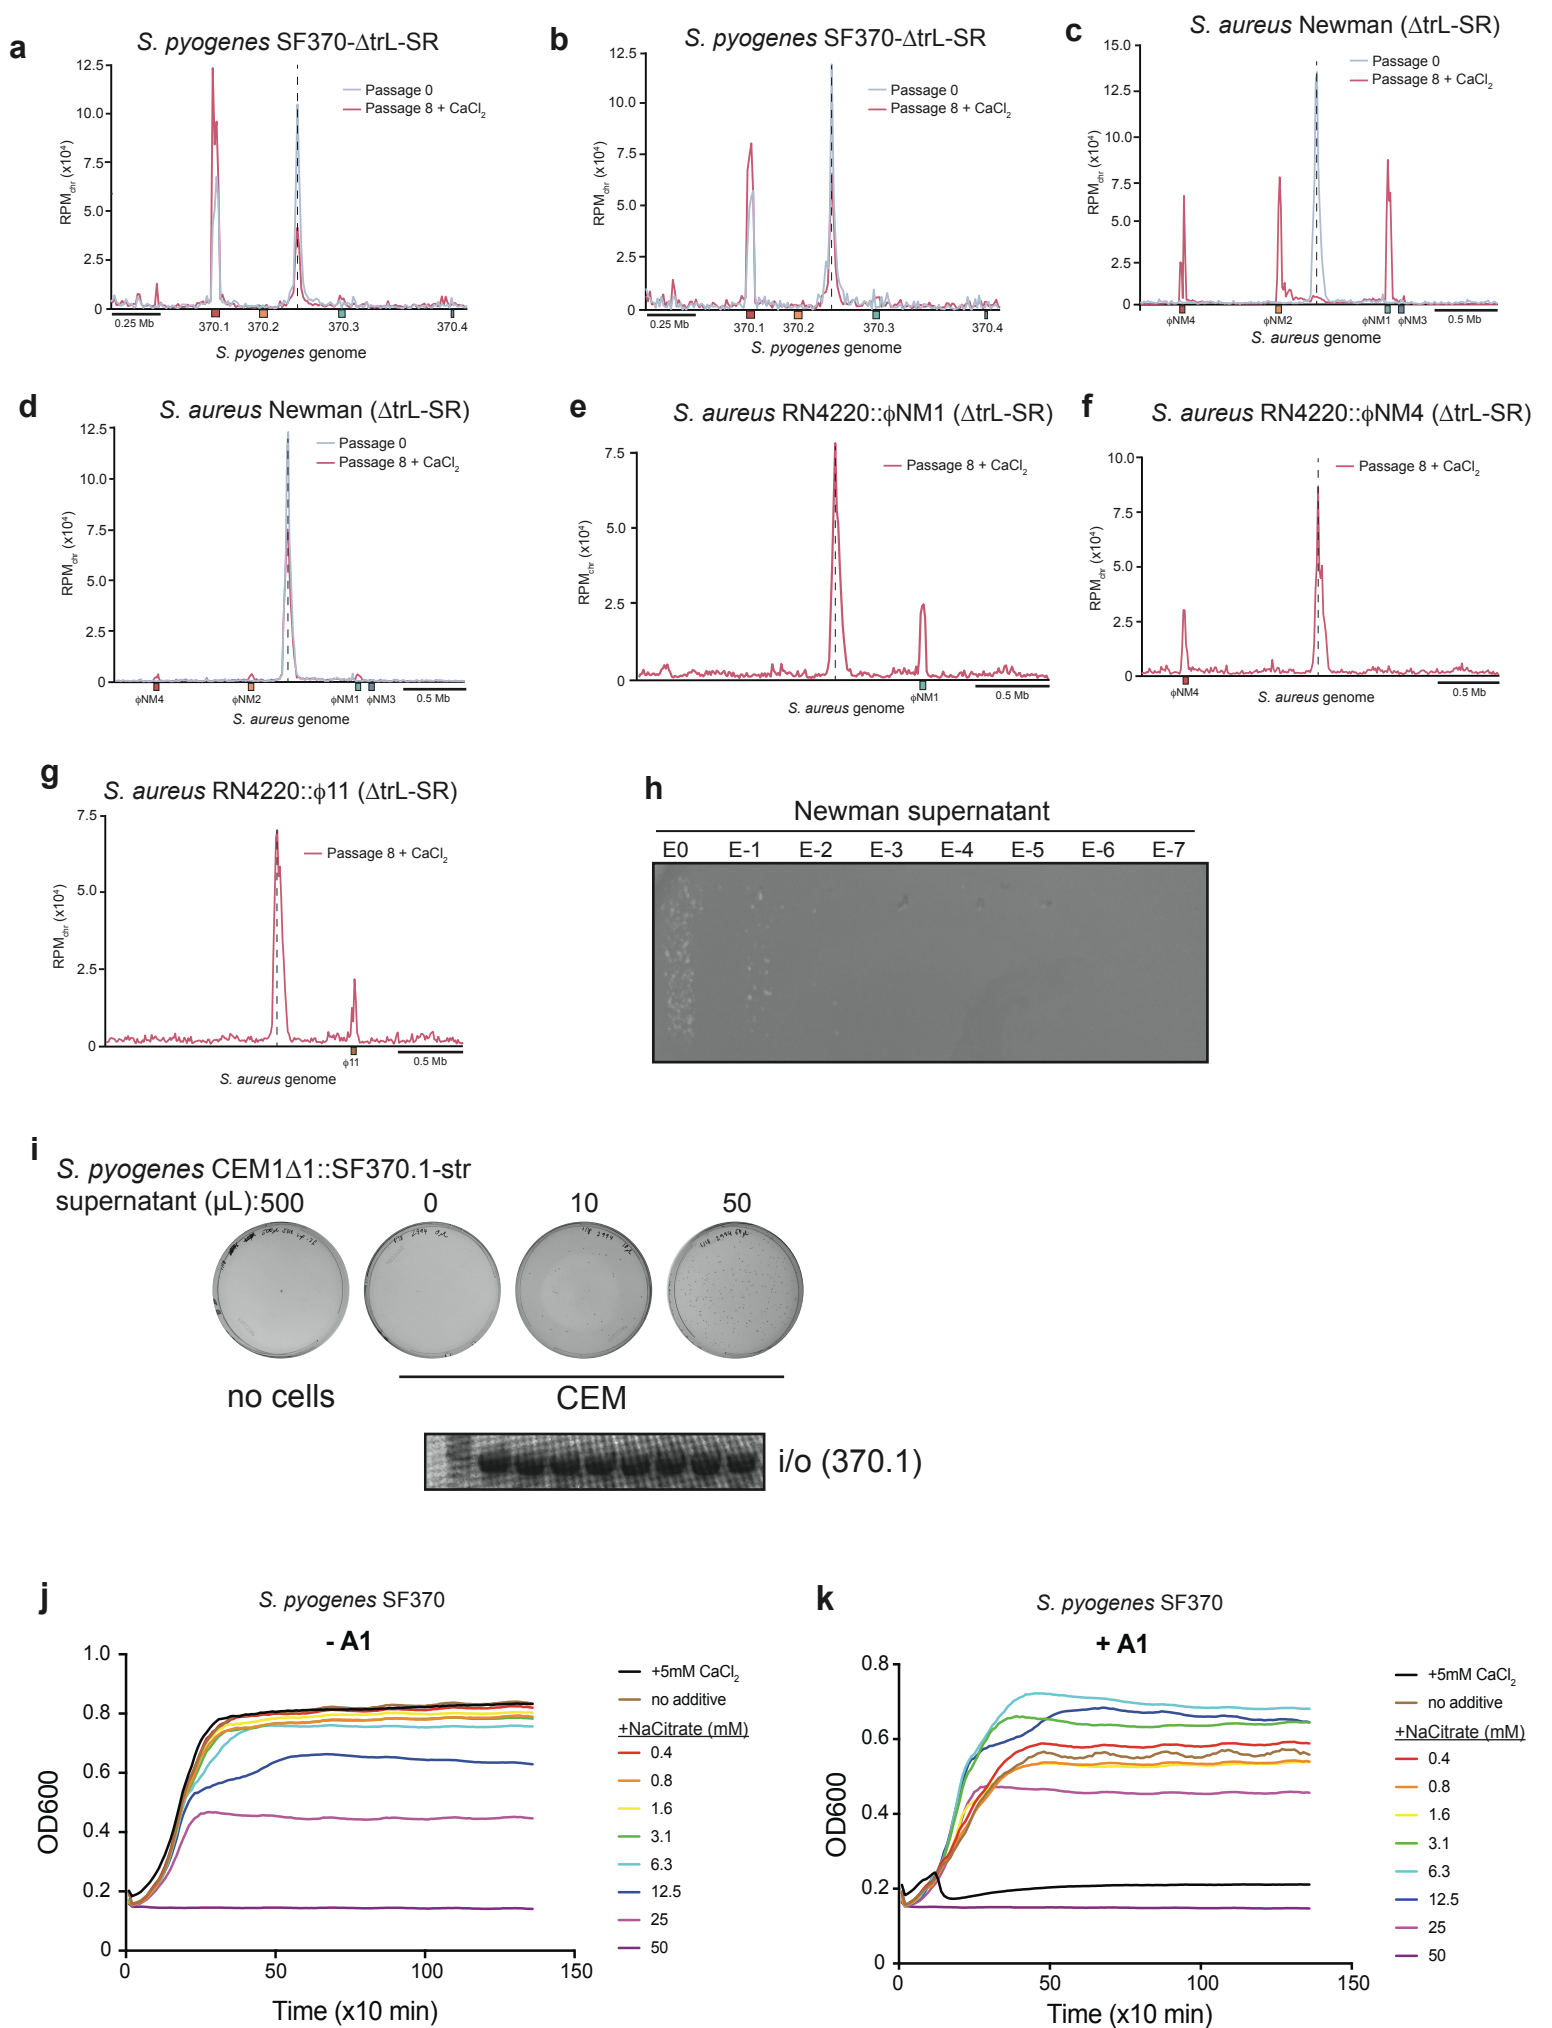 a
S. pyogenes SF370-ΔtrL-SR
12.5
10.0
7.5
5.0
2.5
0
RPMchr (x10⁴)
Passage 0
Passage 8 + CaCl₂
0.25 Mb
370.1
370.2
370.3
370.4
S. pyogenes genome
b
S. pyogenes SF370-ΔtrL-SR
12.5
10.0
7.5
5.0
2.5
0
RPMchr (x10⁴)
Passage 0
Passage 8 + CaCl₂
0.25 Mb
370.1
370.2
370.3
370.4
S. pyogenes genome
c
S. aureus Newman (ΔtrL-SR)
15.0
12.5
10.0
7.5
5.0
2.5
0
RPMchr (x10⁴)
Passage 0
Passage 8 + CaCl₂
ϕNM4
ϕNM2
ϕNM1
ϕNM3
0.5 Mb
S. aureus genome
d
S. aureus Newman (ΔtrL-SR)
12.5
10.0
7.5
5.0
2.5
0
RPMchr (x10⁴)
Passage 0
Passage 8 + CaCl₂
ϕNM4
ϕNM2
ϕNM1
ϕNM3
0.5 Mb
S. aureus genome
e
S. aureus RN4220::ϕNM1 (ΔtrL-SR)
7.5
5.0
2.5
0
RPMchr (x10⁴)
Passage 8 + CaCl₂
ϕNM1
0.5 Mb
S. aureus genome
f
S. aureus RN4220::ϕNM4 (ΔtrL-SR)
10.0
7.5
5.0
2.5
0
RPMchr (x10⁴)
Passage 8 + CaCl₂
ϕNM4
0.5 Mb
S. aureus genome
g
S. aureus RN4220::ϕ11 (ΔtrL-SR)
7.5
5.0
2.5
0
RPMchr (x10⁴)
Passage 8 + CaCl₂
ϕ11
0.5 Mb
S. aureus genome
h
Newman supernatant
E0 E-1 E-2 E-3 E-4 E-5 E-6 E-7
i
S. pyogenes CEM1Δ1::SF370.1-str
supernatant (µL):500 0 10 50
no cells
CEM
i/o (370.1)
j
S. pyogenes SF370
- A1
1.0
0.8
0.6
0.4
0.2
0
OD600
0 50 100 150
Time (x10 min)
+5mM CaCl₂
no additive
+NaCitrate (mM)
0.4
0.8
1.6
3.1
6.3
12.5
25
50
k
S. pyogenes SF370
+ A1
0.8
0.6
0.4
0.2
0
OD600
0 50 100 150
Time (x10 min)
+5mM CaCl₂
no additive
+NaCitrate (mM)
0.4
0.8
1.6
3.1
6.3
12.5
25
50